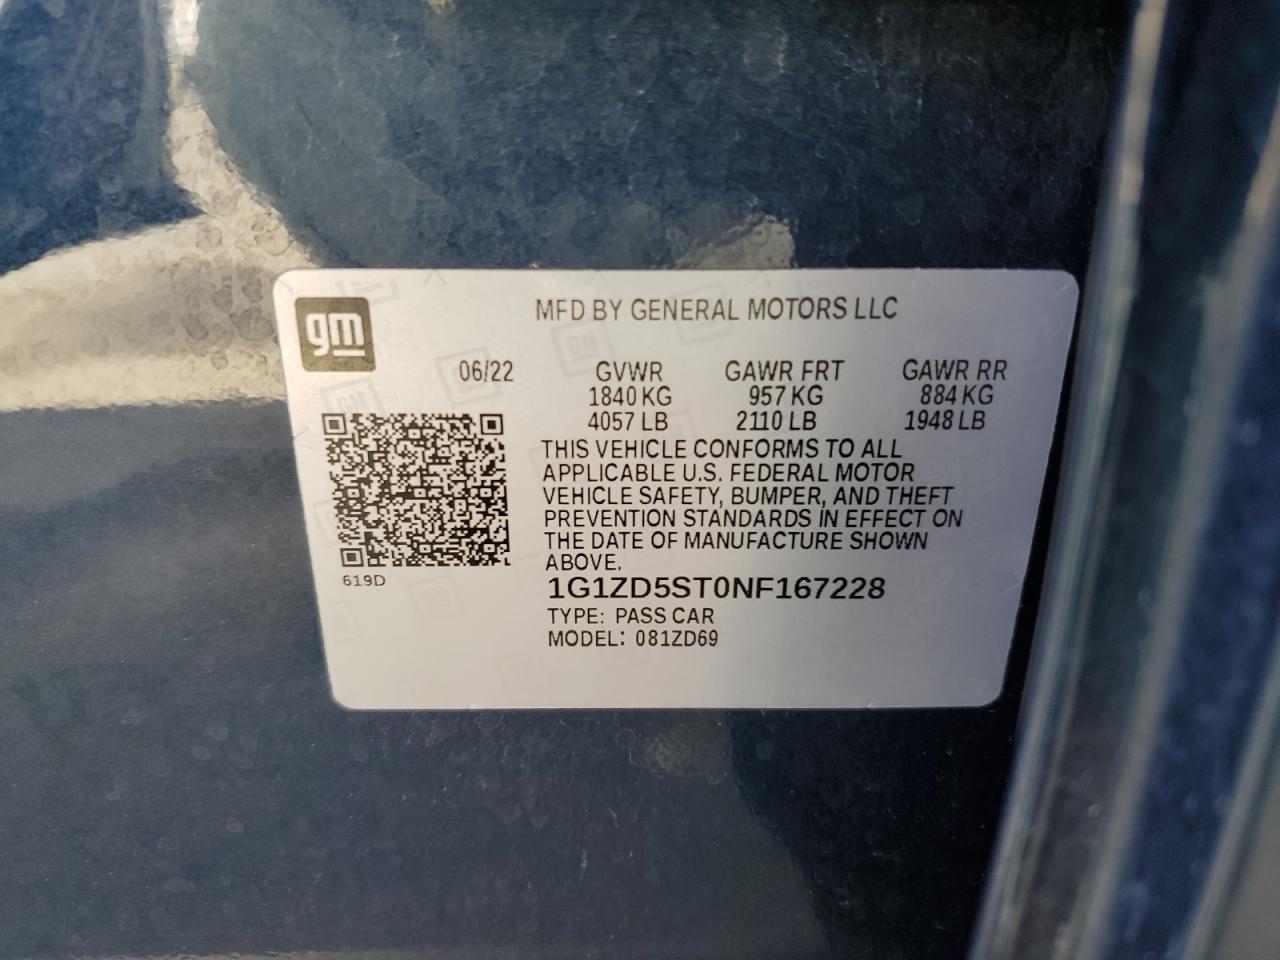 gm
MFD BY GENERAL MOTORS LLC
06/22 GVWR GAWR FRT GAWR RR
1840 KG 957 KG 884 KG
4057 LB 2110 LB 1948 LB
THIS VEHICLE CONFORMS TO ALL
APPLICABLE U.S. FEDERAL MOTOR
VEHICLE SAFETY, BUMPER, AND THEFT
PREVENTION STANDARDS IN EFFECT ON
THE DATE OF MANUFACTURE SHOWN
ABOVE.
619D
1G1ZD5ST0NF167228
TYPE: PASS CAR
MODEL: 081ZD69